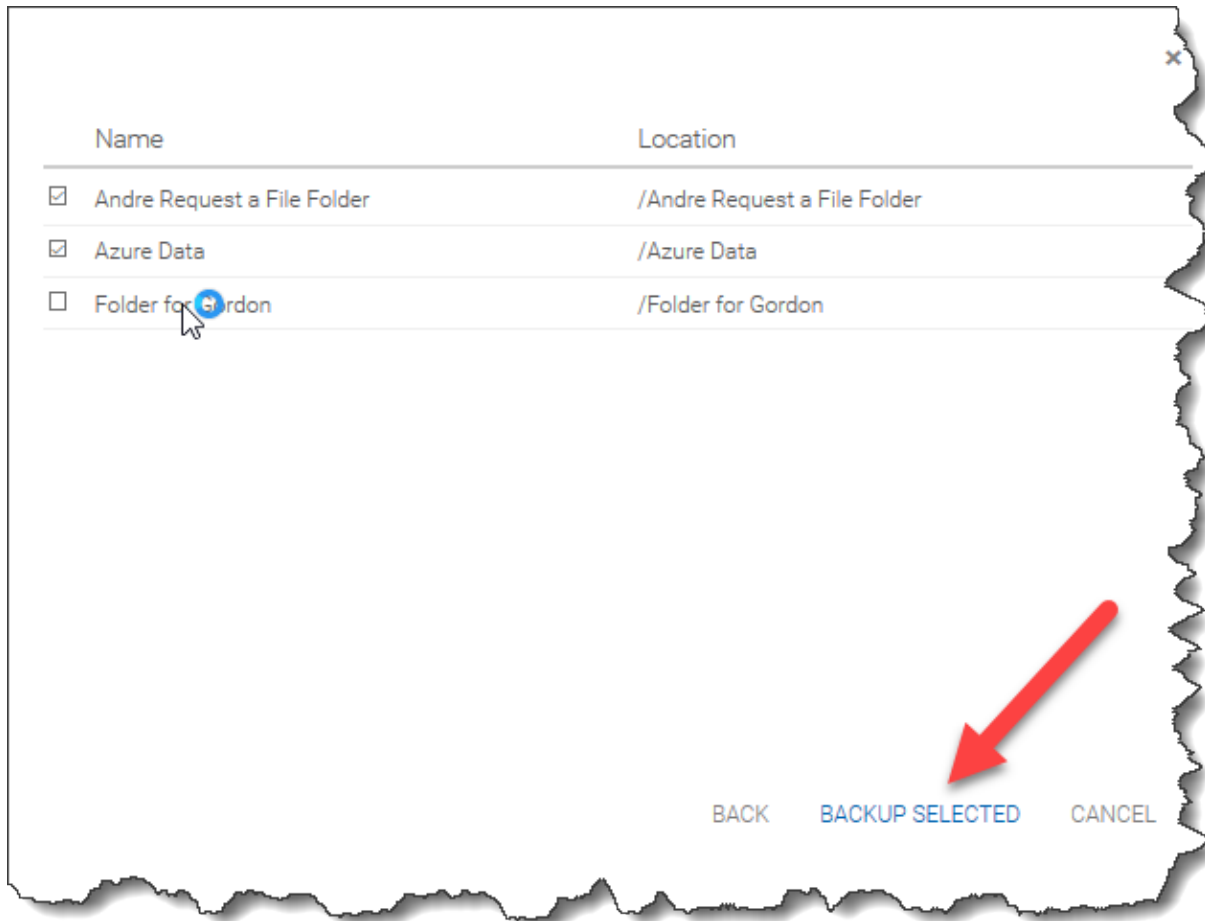 Name Location
Andre Request a File Folder /Andre Request a File Folder
Azure Data /Azure Data
Folder for Gordon /Folder for Gordon
BACK BACKUP SELECTED CANCEL